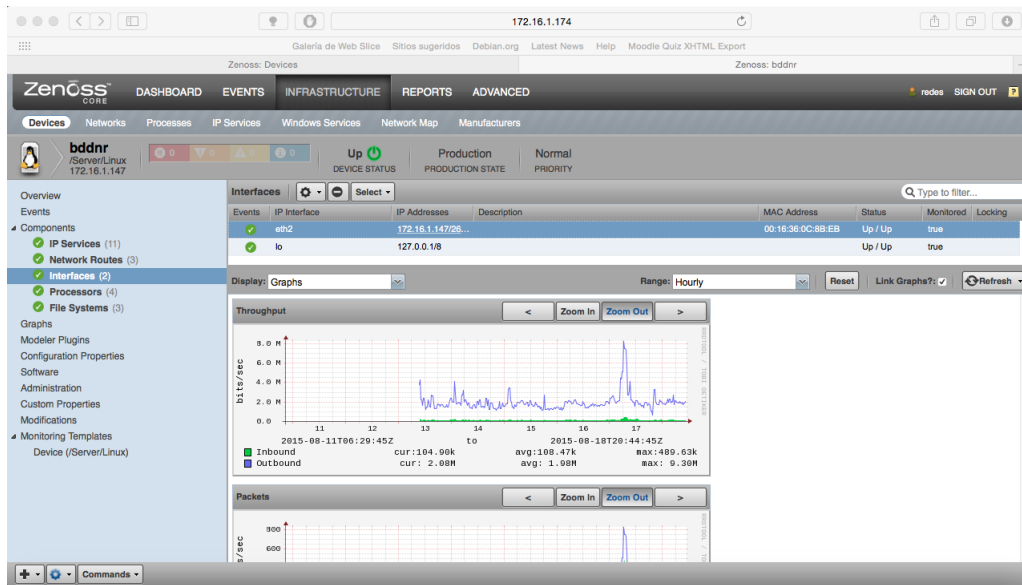 172.16.1.174
Galería de Web Slice Sitios sugeridos Debian.org Latest News Help Moodle Quiz XHTML Export
Zenoss: Devices Zenoss: bddnr
Zenoss CORE DASHBOARD EVENTS INFRASTRUCTURE REPORTS ADVANCED redes SIGN OUT ?
Devices Networks Processes IP Services Windows Services Network Map Manufacturers
bddnr
/Server/Linux
172.16.1.147
0 0 0 0
Up
DEVICE STATUS
Production
PRODUCTION STATE
Normal
PRIORITY
Overview
Events
Components
IP Services (11)
Network Routes (3)
Interfaces (2)
Processors (4)
File Systems (3)
Graphs
Modeler Plugins
Configuration Properties
Software
Administration
Custom Properties
Modifications
Monitoring Templates
Device (/Server/Linux)
Interfaces Select Type to filter...
Events IP Interface IP Addresses Description MAC Address Status Monitored Locking
eth2 172.16.1.147/26... 00:16:36:0C:8B:EB Up / Up true
lo 127.0.0.1/8 Up / Up true
Display: Graphs Range: Hourly Reset Link Graphs?: Refresh
Throughput < Zoom In Zoom Out >
bits/sec
8.0 M
6.0 M
4.0 M
2.0 M
0.0
11 12 13 14 15 16 17
2015-08-11T06:29:45Z to 2015-08-18T20:44:45Z
Inbound cur:104.90k avg:108.47k max:489.63k
Outbound cur: 2.08M avg: 1.98M max: 9.30M
RRDTOOL / TOBI OETIKER
Packets < Zoom In Zoom Out >
800
600
Commands